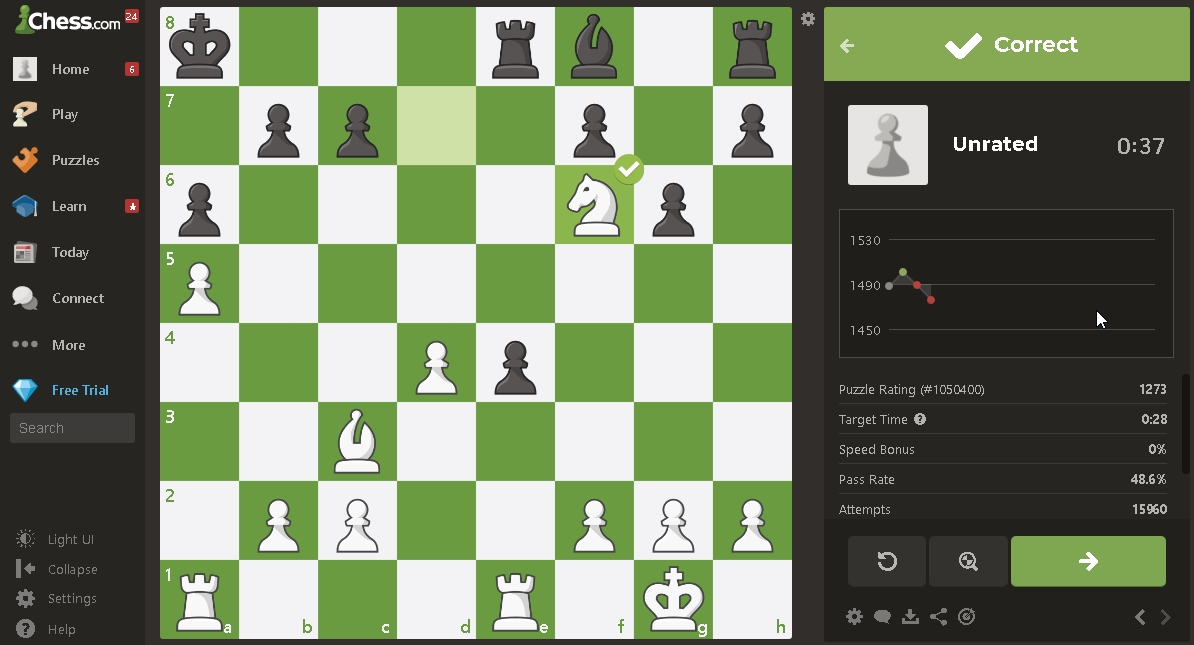 Chess.com 24
Home 6
Play
Puzzles
Learn
Today
Connect
More
Free Trial
Search
Light UI
Collapse
Settings
Help
8
7
6
5
4
3
2
1
a b c d e f g h
Correct
Unrated 0:37
1530
1490
1450
Puzzle Rating (#1050400) 1273
Target Time ? 0:28
Speed Bonus 0%
Pass Rate 48.6%
Attempts 15960